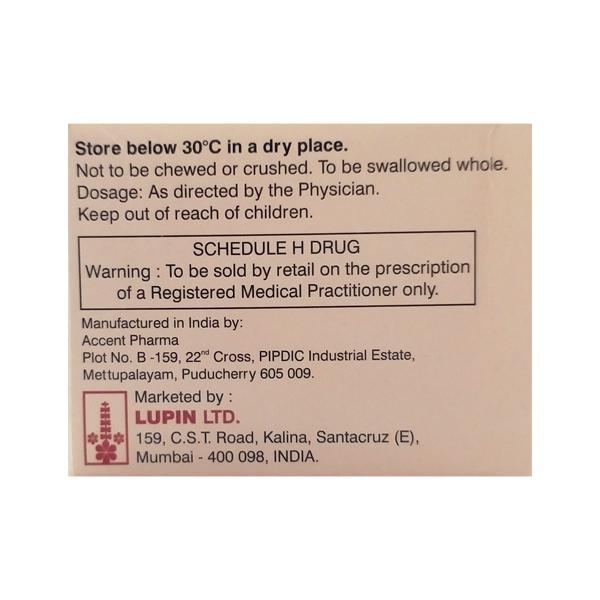 Store below 30°C in a dry place.
Not to be chewed or crushed. To be swallowed whole.
Dosage: As directed by the Physician.
Keep out of reach of children.
SCHEDULE H DRUG
Warning : To be sold by retail on the prescription
of a Registered Medical Practitioner only.
Manufactured in India by:
Accent Pharma
Plot No. B -159, 22nd Cross, PIPDIC Industrial Estate,
Mettupalayam, Puducherry 605 009.
Marketed by :
LUPIN LTD.
159, C.S.T. Road, Kalina, Santacruz (E),
Mumbai - 400 098, INDIA.